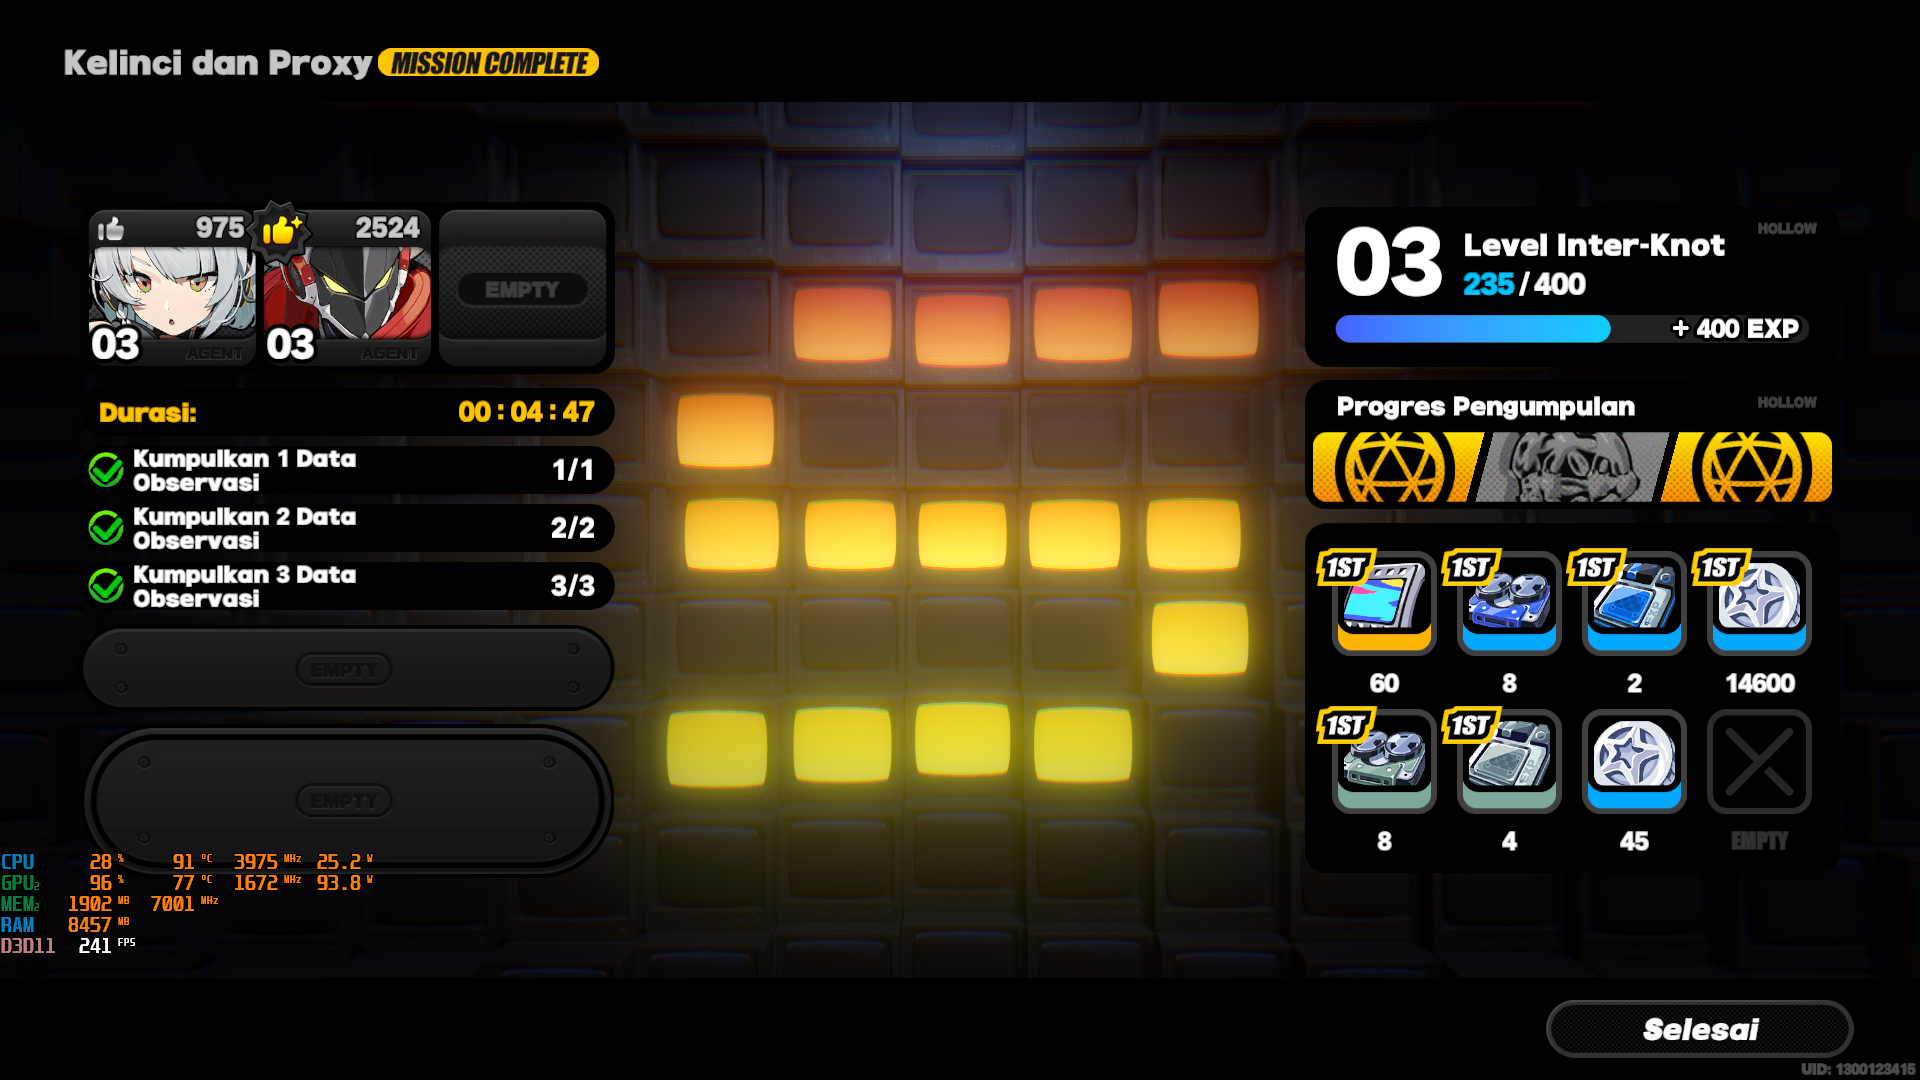 Kelinci dan Proxy MISSION COMPLETE
975 2524
EMPTY
03 AGENT 03 AGENT
Durasi: 00:04:47
Kumpulkan 1 Data Observasi 1/1
Kumpulkan 2 Data Observasi 2/2
Kumpulkan 3 Data Observasi 3/3
EMPTY
EMPTY
CPU 28 % 91 °C 3975 MHz 25.2 W
GPU2 96 % 77 °C 1672 MHz 93.8 W
MEM2 1902 MB 7001 MHz
RAM 8457 MB
D3D11 241 FPS
03 Level Inter-Knot HOLLOW
235/400
+ 400 EXP
Progres Pengumpulan HOLLOW
1ST 1ST 1ST 1ST
60 8 2 14600
1ST 1ST
8 4 45 EMPTY
Selesai
UID: 1300123415